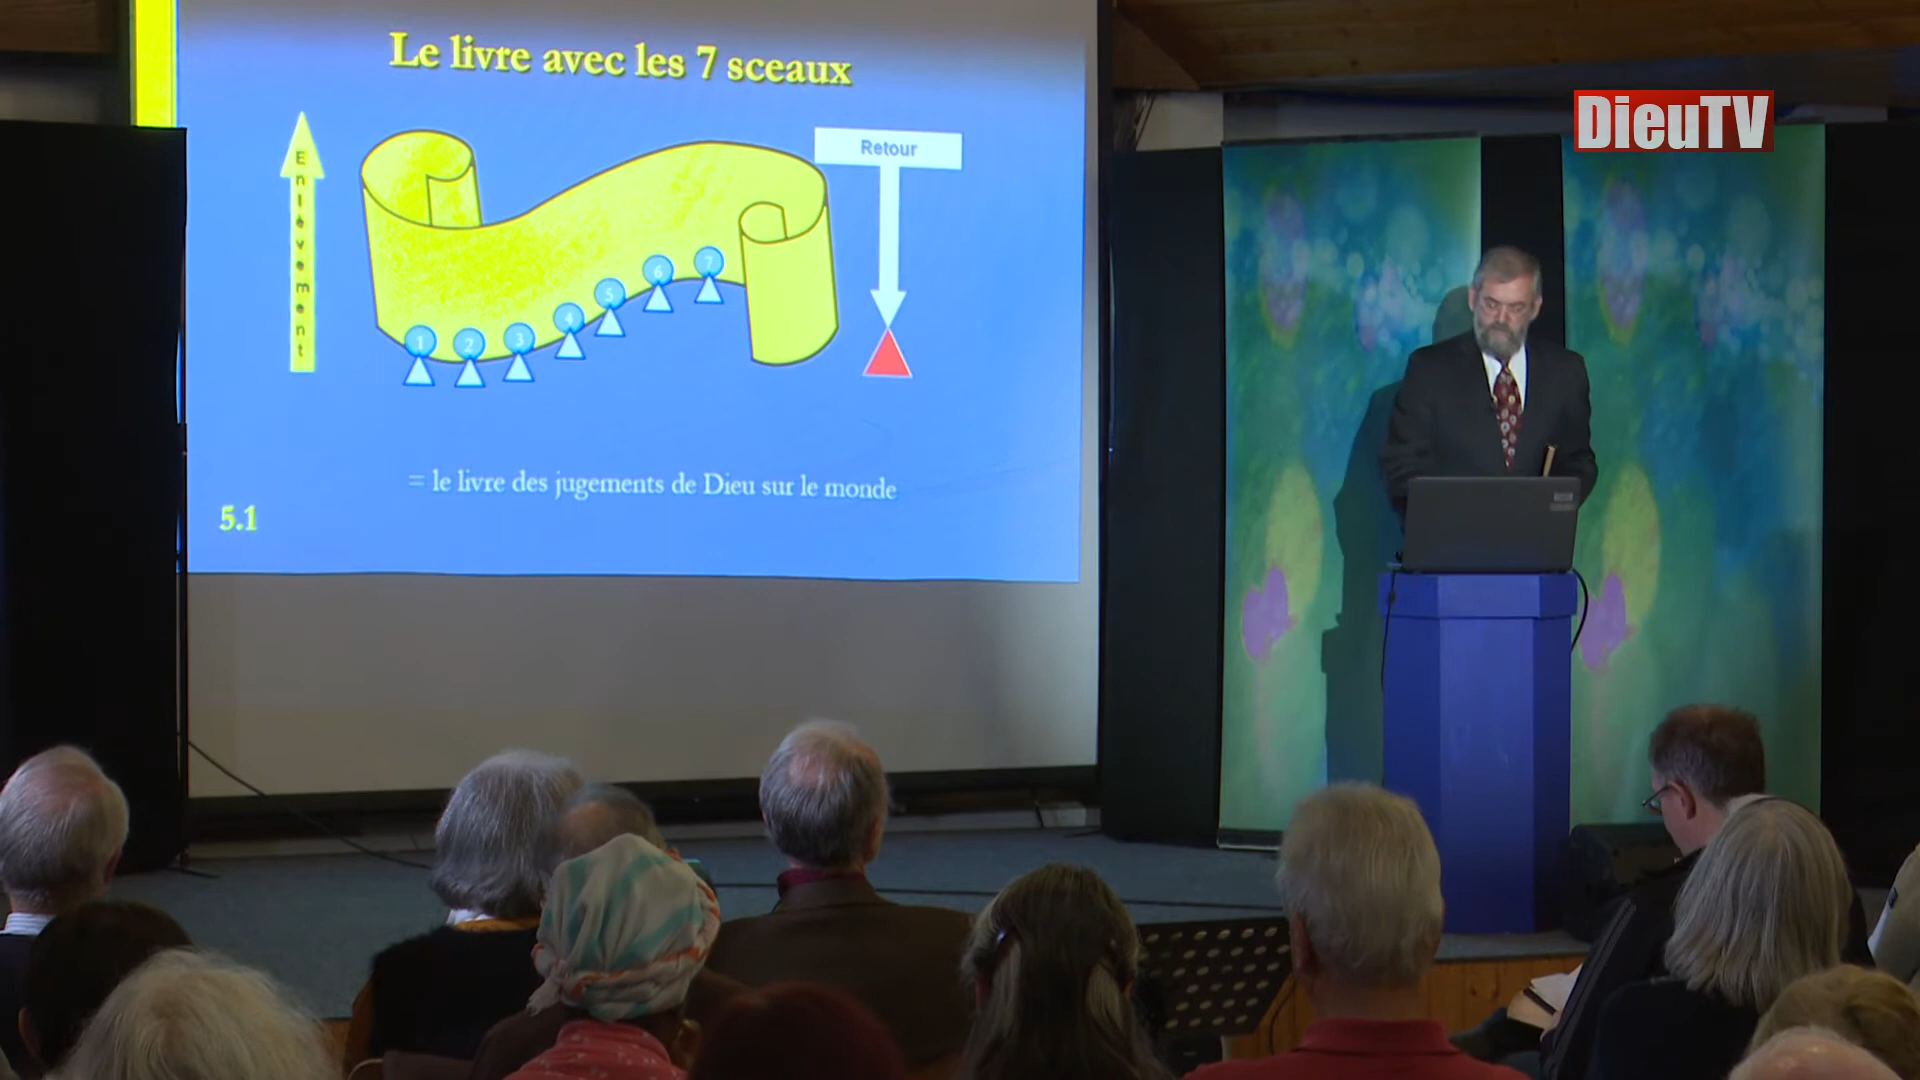 Le livre avec les 7 sceaux
DieuTV
Enlèvement
Retour
1
2
3
4
5
6
7
= le livre des jugements de Dieu sur le monde
5.1